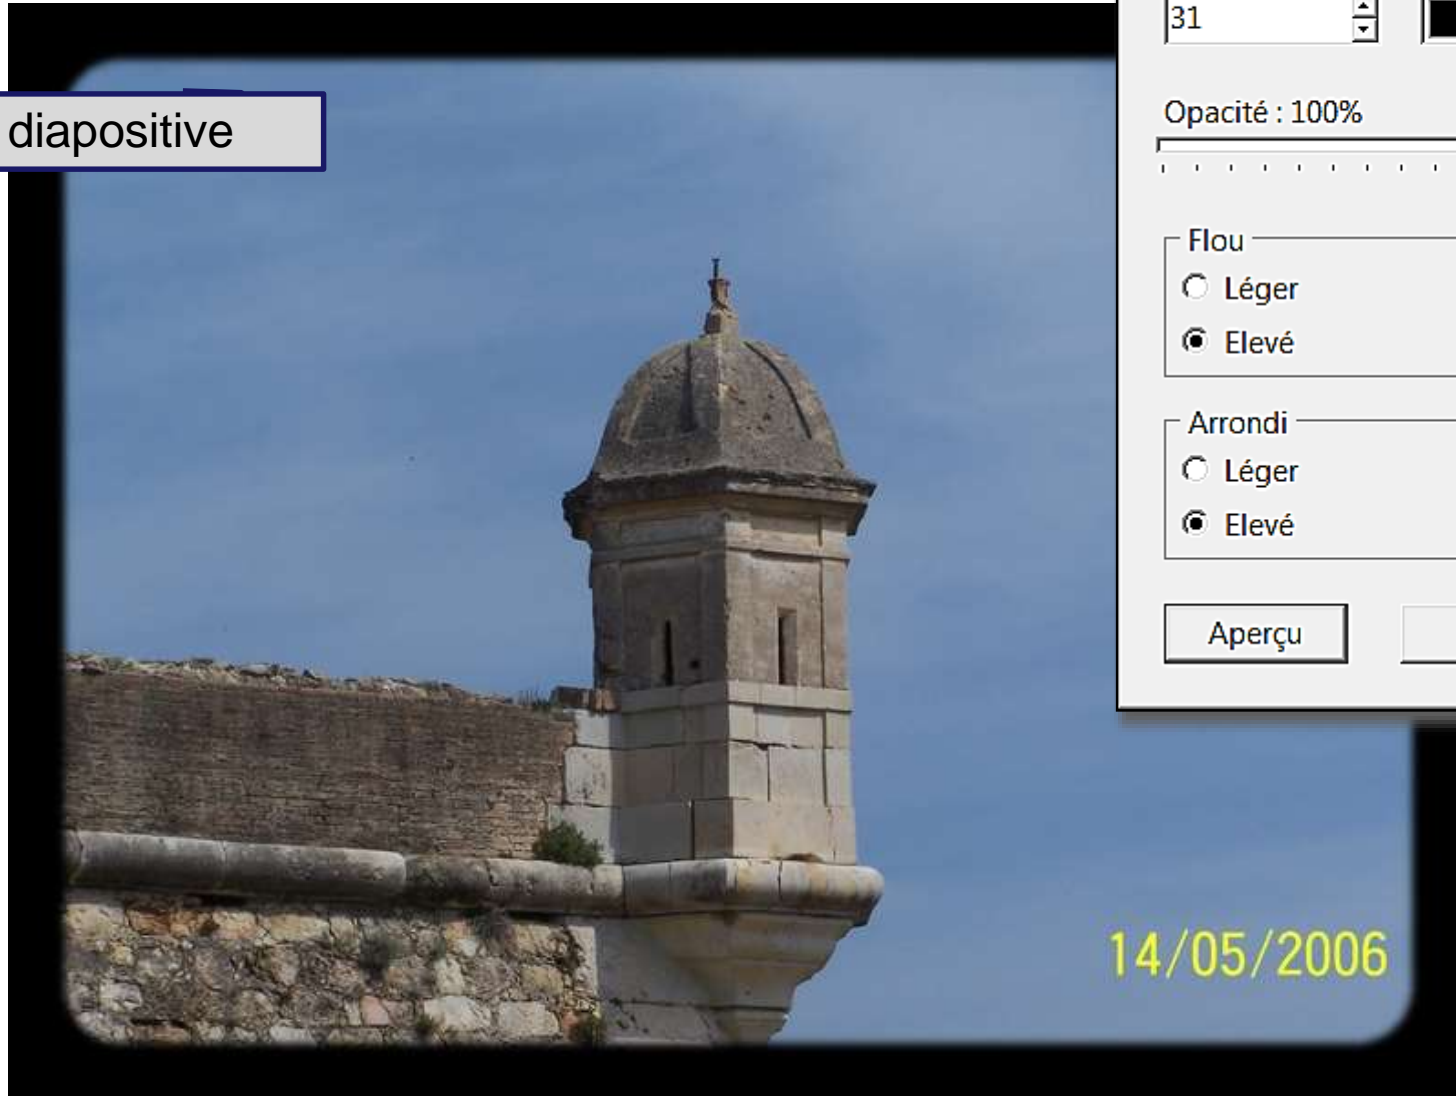 31
diapositive
Opacité : 100%
Flou
Léger
Elevé
Arrondi
Léger
Elevé
Aperçu
14/05/2006